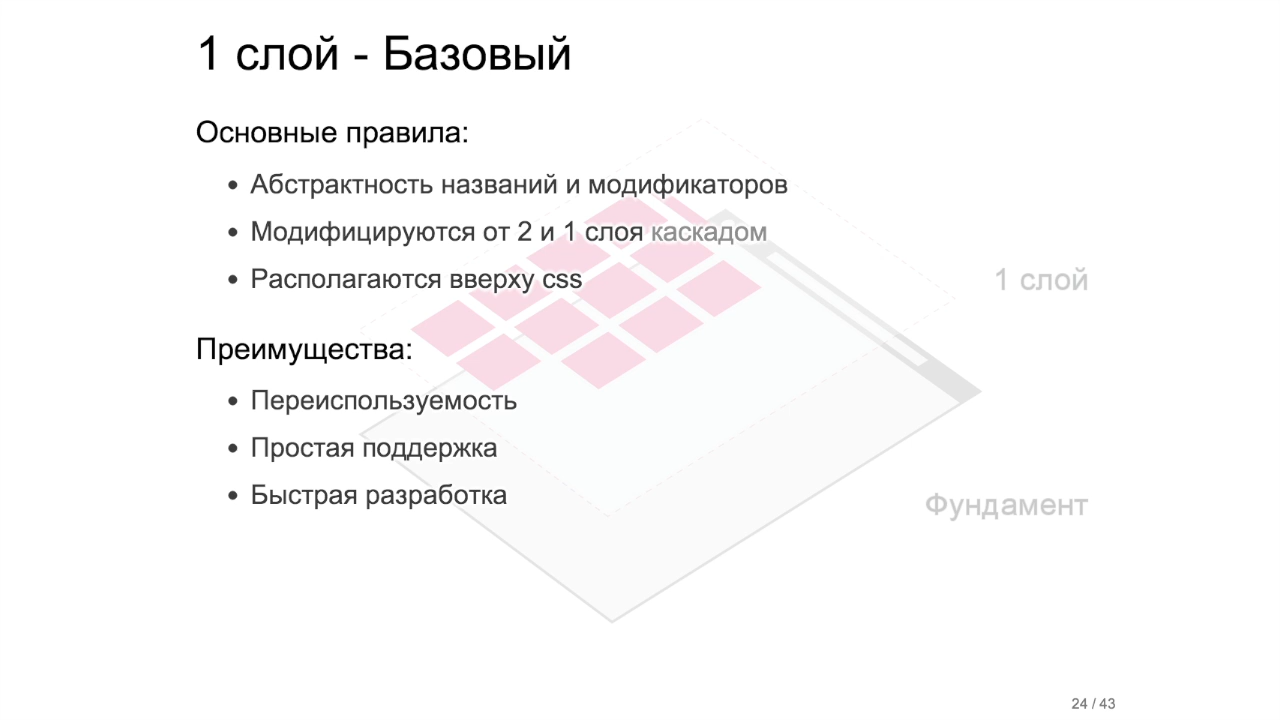 1 слой - Базовый
Основные правила:
Абстрактность названий и модификаторов
Модифицируются от 2 и 1 слоя каскадом
Располагаются вверху css
1 слой
Преимущества:
Переиспользуемость
Простая поддержка
Быстрая разработка
Фундамент
24 / 43